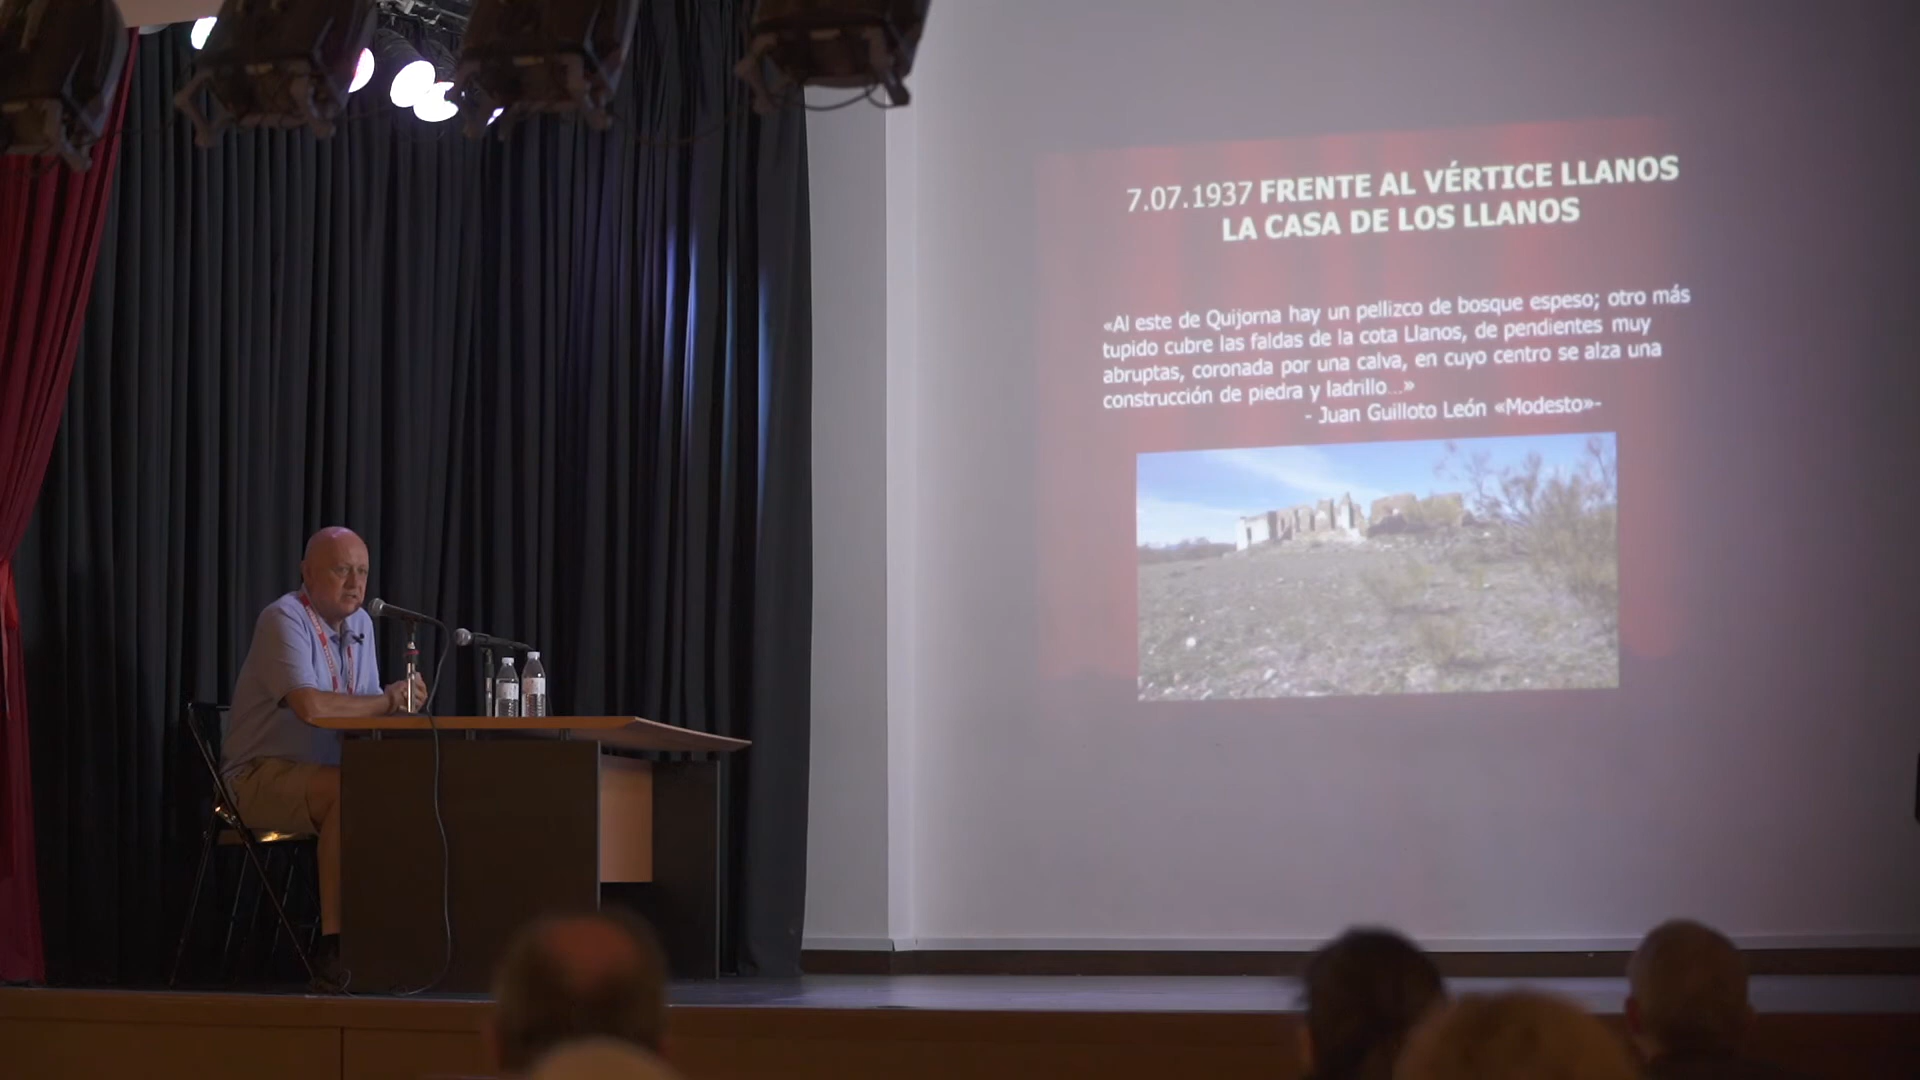 7.07.1937 FRENTE AL VÉRTICE LLANOS
LA CASA DE LOS LLANOS
«Al este de Quijorna hay un pellizco de bosque espeso; otro más
tupido cubre las faldas de la cota Llanos, de pendientes muy
abruptas, coronada por una calva, en cuyo centro se alza una
construcción de piedra y ladrillo...»
- Juan Guilloto León «Modesto»-